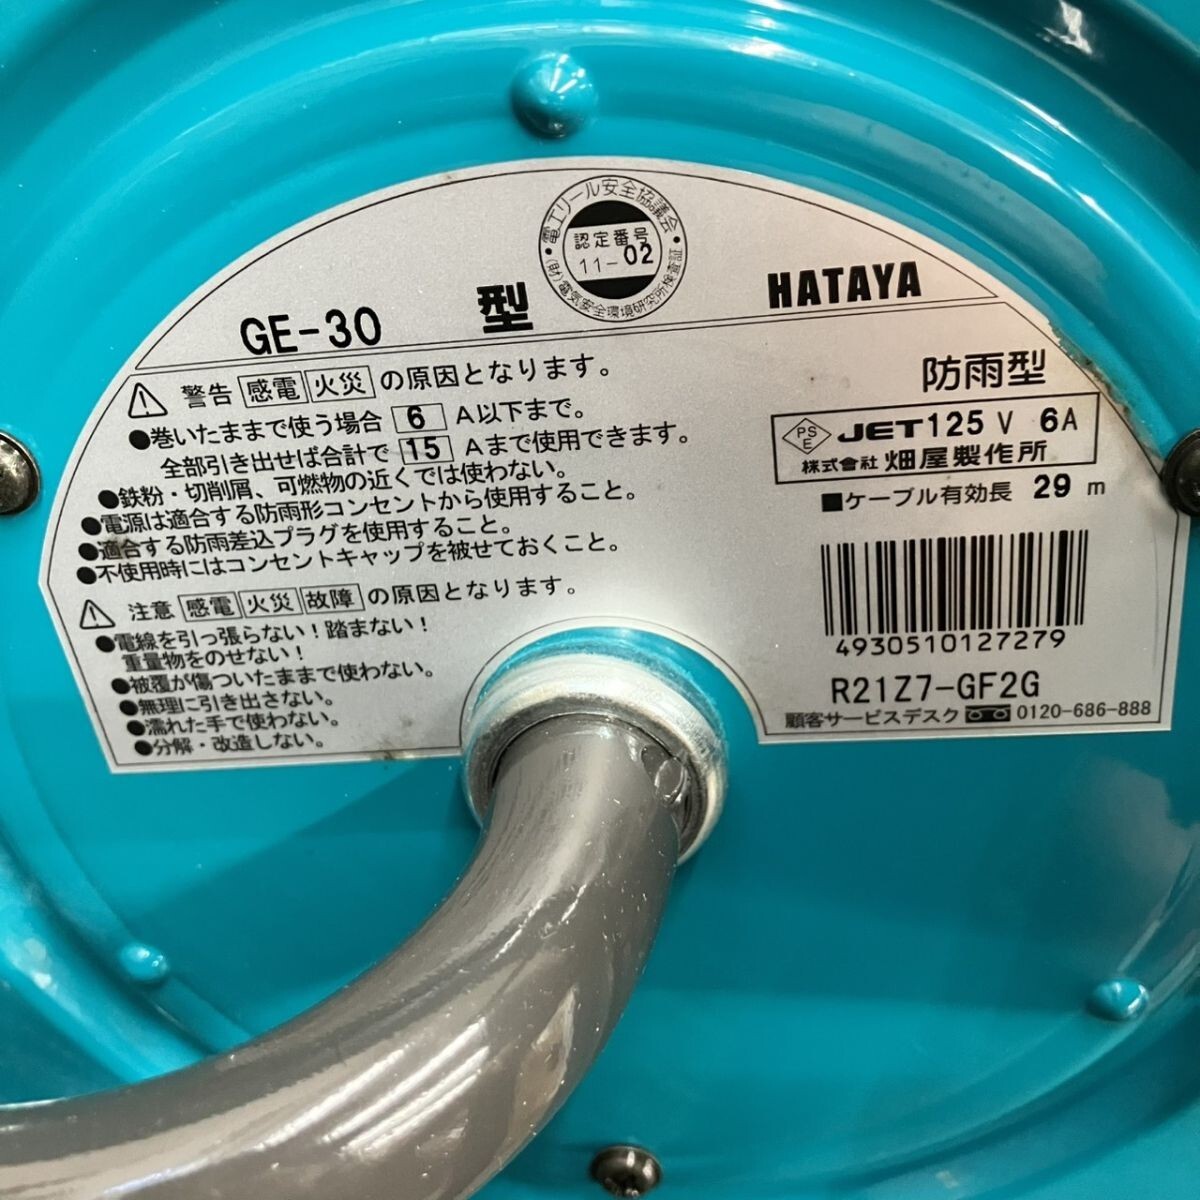 電工リール安全協議会
認定番号
11-02
(財)電気安全環境研究所検査証
GE-30 型 HATAYA
警告 感電 火災 の原因となります。
●巻いたままで使う場合 6 A以下まで。
全部引き出せば合計で 15 Aまで使用できます。
●鉄粉・切削屑、可燃物の近くでは使わない。
●電源は適合する防雨形コンセントから使用すること。
●適合する防雨差込プラグを使用すること。
●不使用時にはコンセントキャップを被せておくこと。
注意 感電 火災 故障 の原因となります。
●電線を引っ張らない!踏まない!
重量物をのせない!
●被覆が傷ついたままで使わない。
●無理に引き出さない。
●濡れた手で使わない。
●分解・改造しない。
防雨型
PS E JET 125 V 6A
株式會社 畑屋製作所
■ケーブル有効長 29 m
4930510127279
R21Z7-GF2G
顧客サービスデスク 0120-686-888